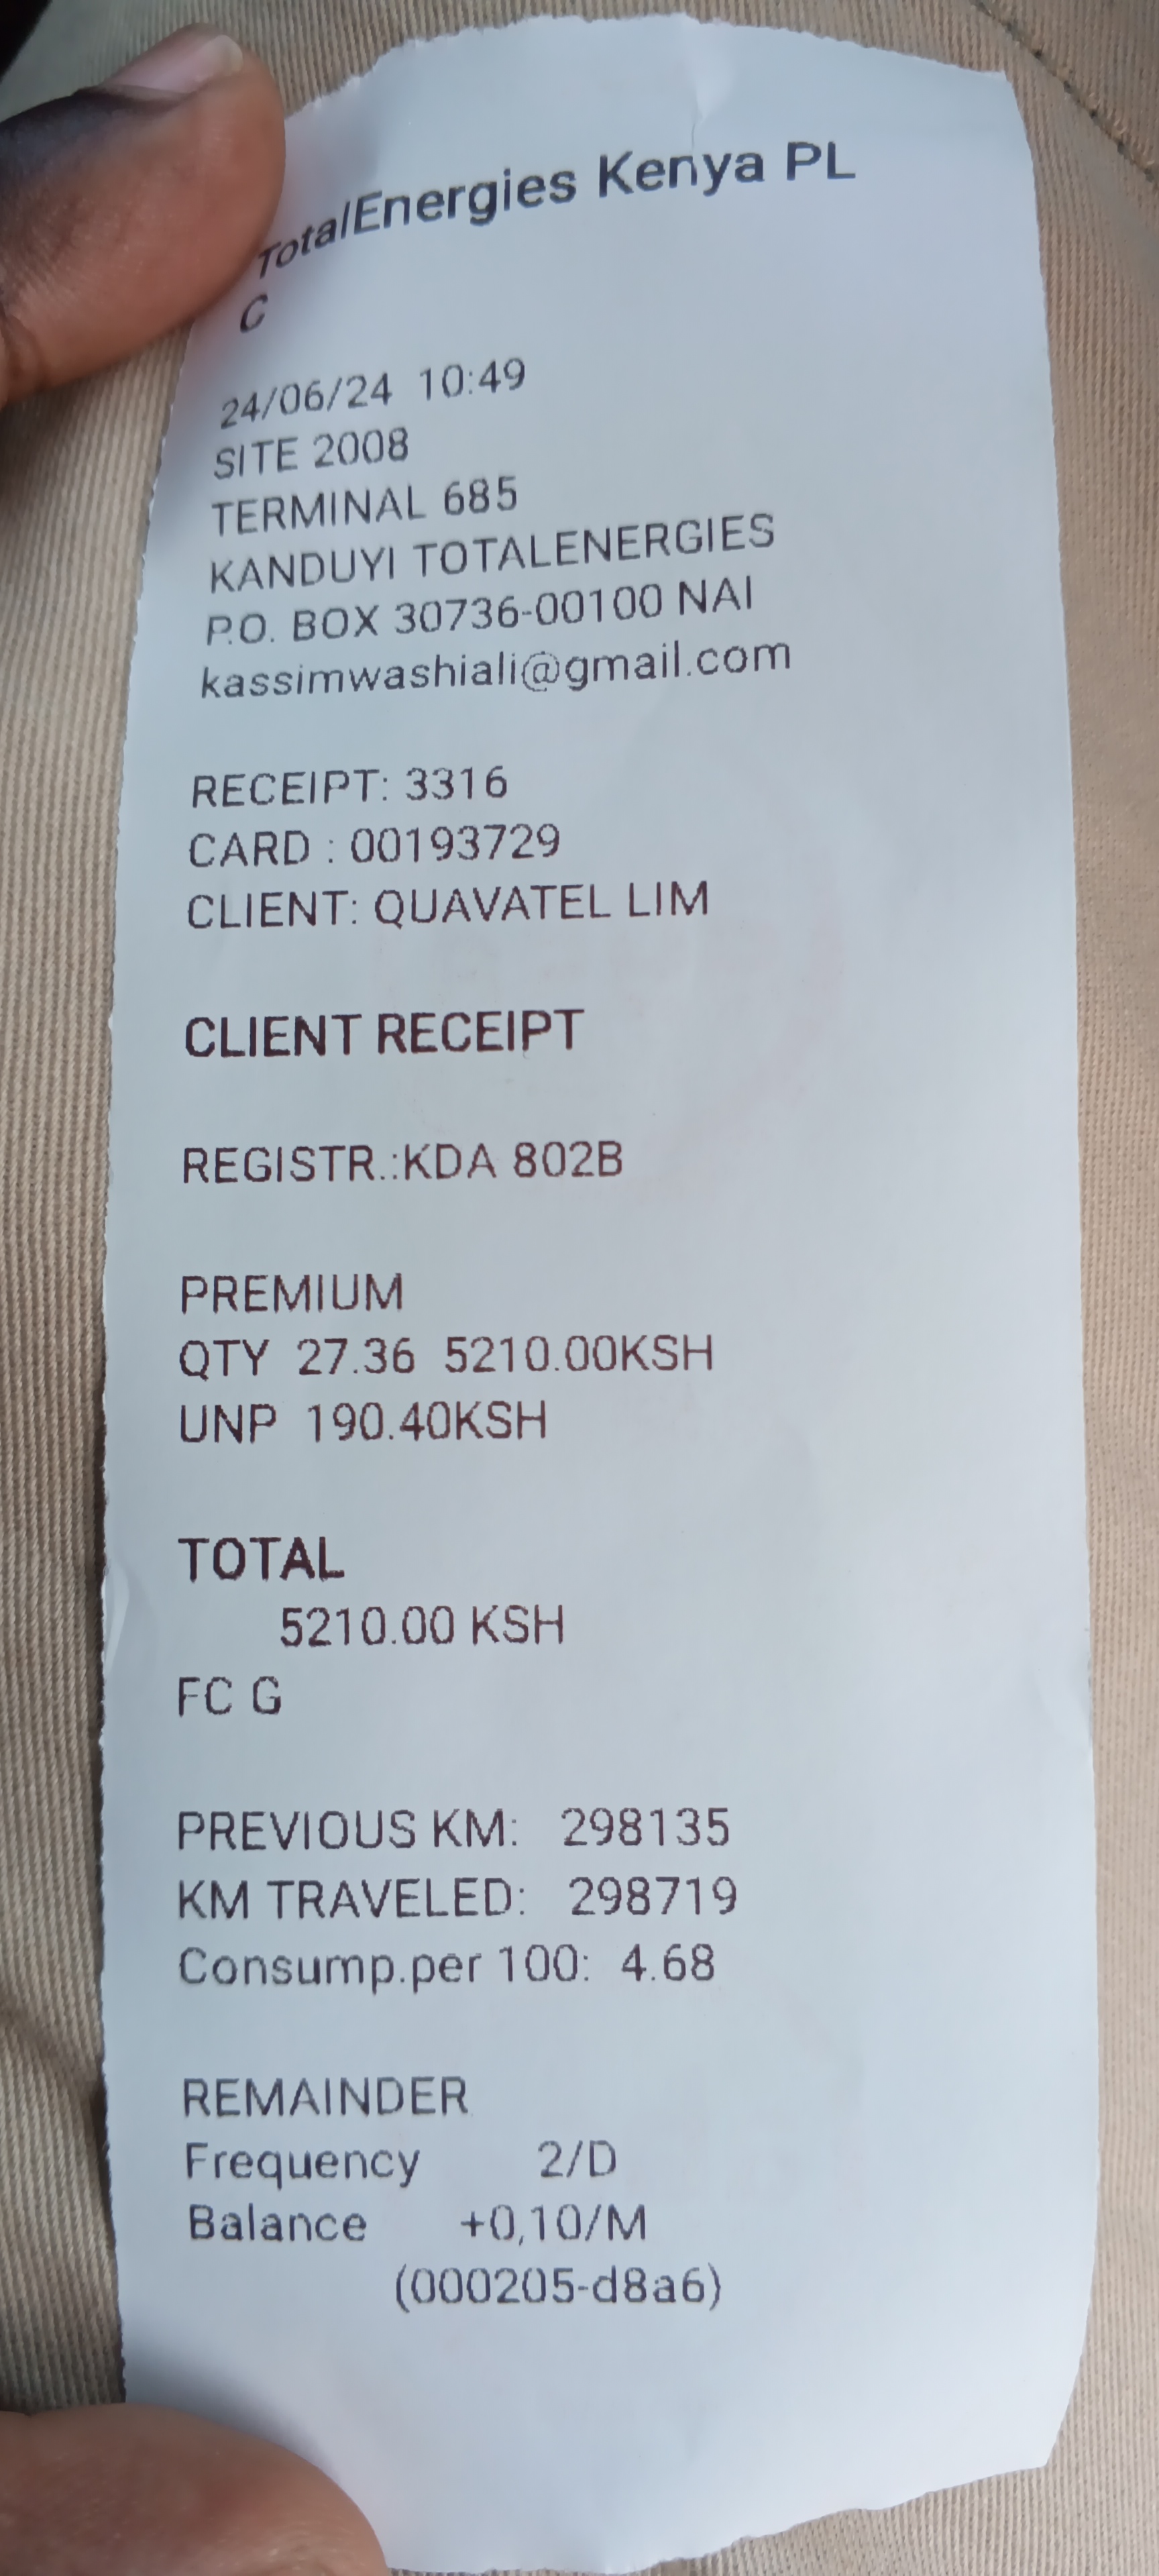 TotalEnergies Kenya PL
C
24/06/24 10:49
SITE 2008
TERMINAL 685
KANDUYI TOTALENERGIES
P.O. BOX 30736-00100 NAI
kassimwashiali@gmail.com
RECEIPT: 3316
CARD : 00193729
CLIENT: QUAVATEL LIM
CLIENT RECEIPT
REGISTR.:KDA 802B
PREMIUM
QTY 27.36 5210.00KSH
UNP 190.40KSH
TOTAL
5210.00 KSH
FC G
PREVIOUS KM: 298135
KM TRAVELED: 298719
Consump.per 100: 4.68
REMAINDER
Frequency 2/D
Balance +0,10/M
(000205-d8a6)